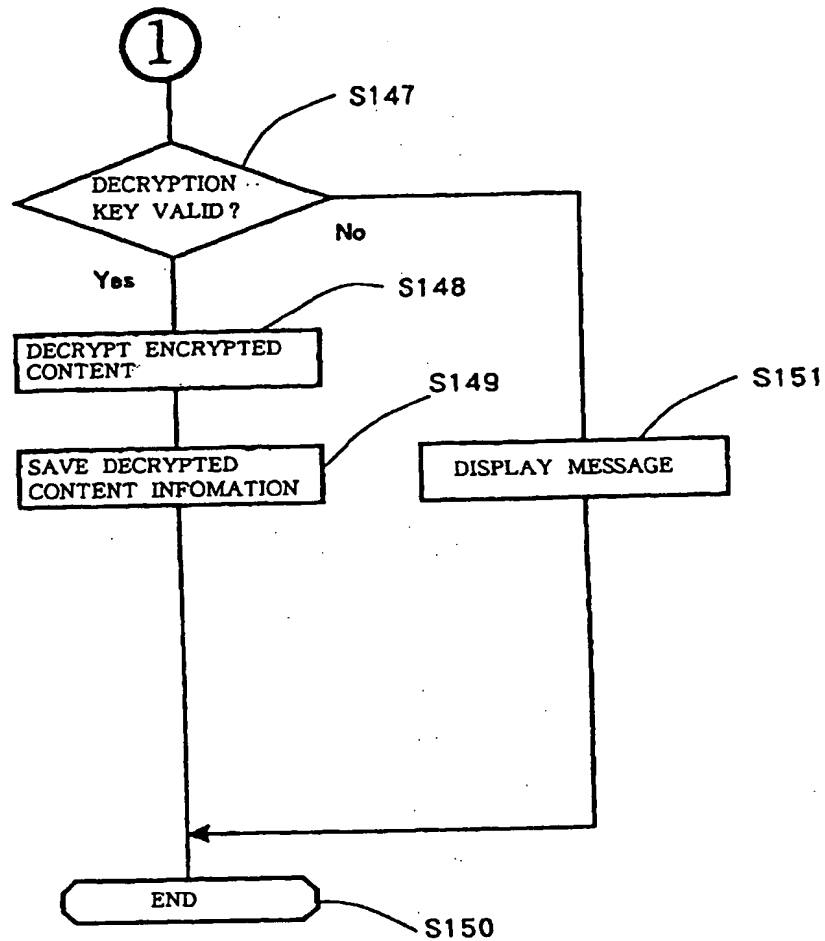 1
S147
DECRYPTION
KEY VALID?
No
Yes
S148
DECRYPT ENCRYPTED
CONTENT
S149
S151
SAVE DECRYPTED
CONTENT INFOMATION
DISPLAY MESSAGE
END
S150